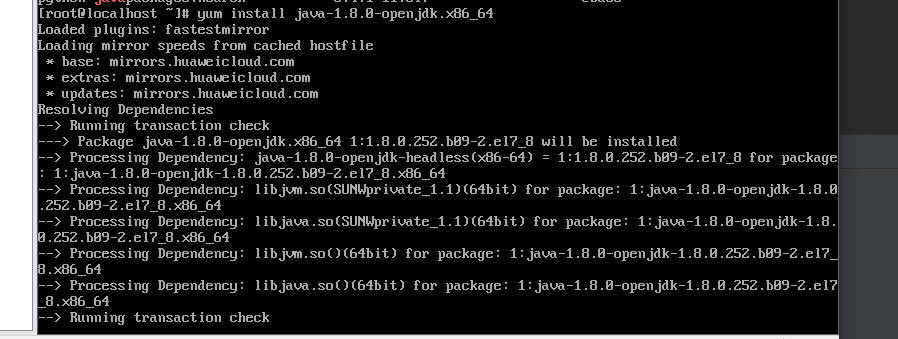 [root@localhost ~]# yum install java-1.8.0-openjdk.x86_64
Loaded plugins: fastestmirror
Loading mirror speeds from cached hostfile
 * base: mirrors.huaweicloud.com
 * extras: mirrors.huaweicloud.com
 * updates: mirrors.huaweicloud.com
Resolving Dependencies
--> Running transaction check
---> Package java-1.8.0-openjdk.x86_64 1:1.8.0.252.b09-2.el7_8 will be installed
--> Processing Dependency: java-1.8.0-openjdk-headless(x86-64) = 1:1.8.0.252.b09-2.el7_8 for package
: 1:java-1.8.0-openjdk-1.8.0.252.b09-2.el7_8.x86_64
--> Processing Dependency: libjvm.so(SUNWprivate_1.1)(64bit) for package: 1:java-1.8.0-openjdk-1.8.0
.252.b09-2.el7_8.x86_64
--> Processing Dependency: libjava.so(SUNWprivate_1.1)(64bit) for package: 1:java-1.8.0-openjdk-1.8.
0.252.b09-2.el7_8.x86_64
--> Processing Dependency: libjvm.so()(64bit) for package: 1:java-1.8.0-openjdk-1.8.0.252.b09-2.el7_
8.x86_64
--> Processing Dependency: libjava.so()(64bit) for package: 1:java-1.8.0-openjdk-1.8.0.252.b09-2.el7
_8.x86_64
--> Running transaction check